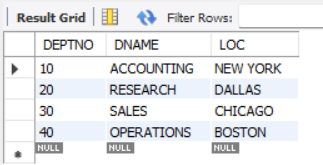 Result Grid Filter Rows:
DEPTNO DNAME LOC
10 ACCOUNTING NEW YORK
20 RESEARCH DALLAS
30 SALES CHICAGO
40 OPERATIONS BOSTON
NULL NULL NULL